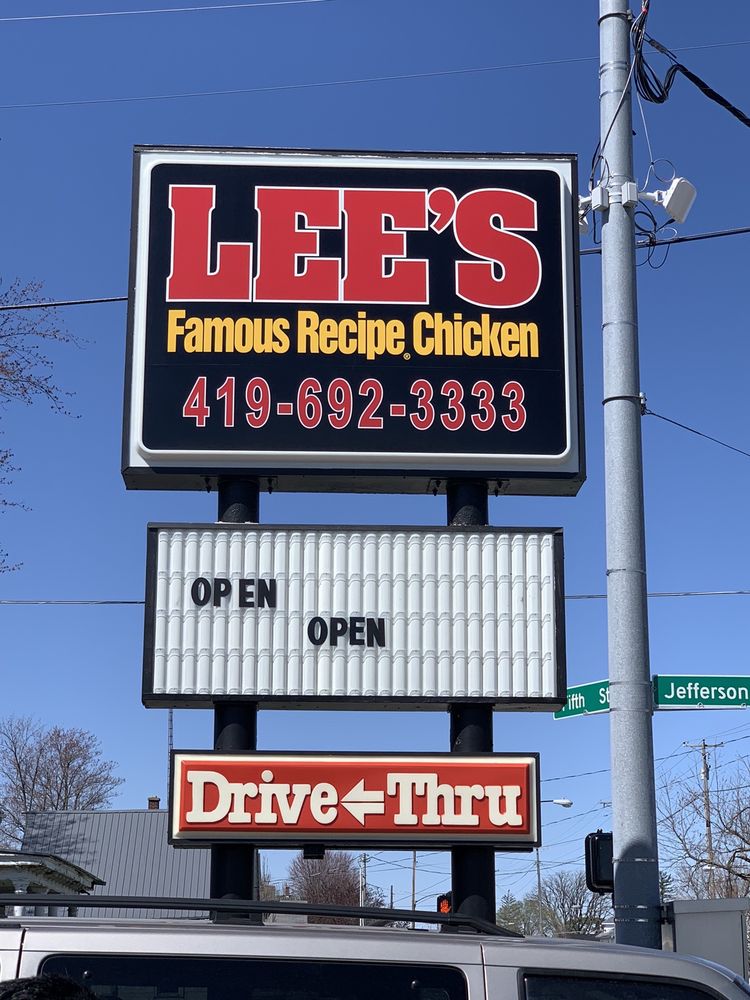 LEE'S
Famous Recipe® Chicken
419-692-3333
OPEN
OPEN
Fifth St
Jefferson
Drive←Thru